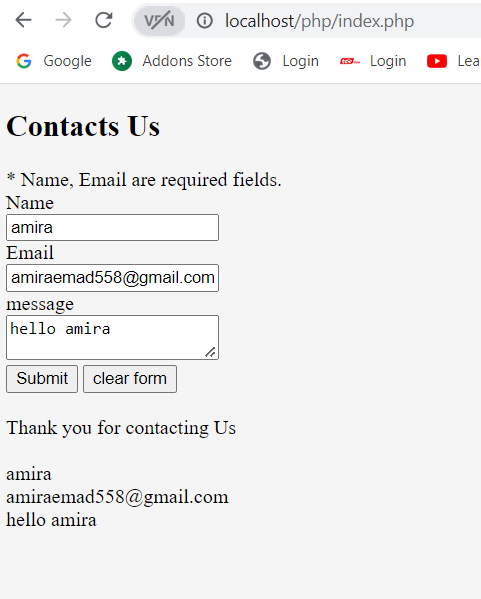 VPN localhost/php/index.php
Google Addons Store Login Login Lea
Contacts Us
* Name, Email are required fields.
Name
amira
Email
amiraemad558@gmail.com
message
hello amira
Submit clear form
Thank you for contacting Us
amira
amiraemad558@gmail.com
hello amira